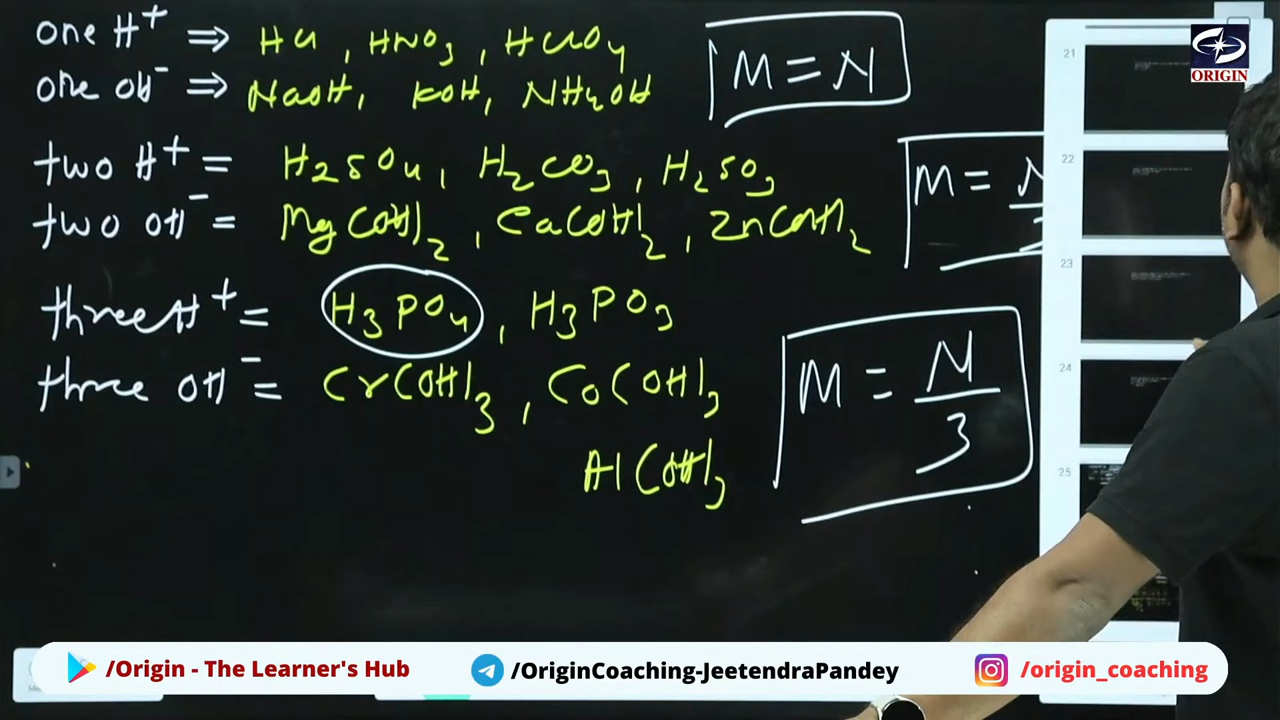 one H⁺ ⇒ HCl, HNO₃, HClO₄
M = N
one OH⁻ ⇒ NaOH, KOH, NH₄OH
two H⁺ = H₂SO₄, H₂CO₃, H₂SO₃
M =
two OH⁻ = Mg(OH)₂, Ca(OH)₂, Zn(OH)₂
three H⁺ = H₃PO₄, H₃PO₃
three OH⁻ = Cr(OH)₃, Co(OH)₃
Al(OH)₃
M = N/3
ORIGIN
21
22
23
24
25
/Origin - The Learner's Hub
/OriginCoaching-JeetendraPandey
/origin_coaching